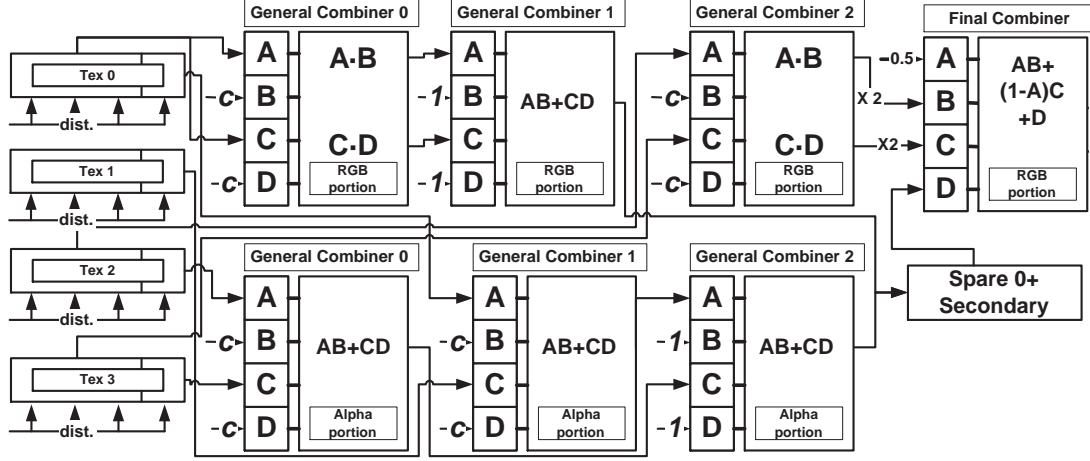 General Combiner 0
General Combiner 1
General Combiner 2
Final Combiner
Tex 0
dist.
Tex 1
dist.
Tex 2
dist.
Tex 3
dist.
A
B
C
D
c
c
A·B
C·D
RGB
portion
A
B
C
D
1
1
AB+CD
RGB
portion
A
B
C
D
c
c
A·B
C·D
RGB
portion
X 2
X2
-0.5
A
B
C
D
AB+
(1-A)C
+D
RGB
portion
General Combiner 0
General Combiner 1
General Combiner 2
A
B
C
D
c
c
AB+CD
Alpha
portion
A
B
C
D
c
c
AB+CD
Alpha
portion
A
B
C
D
1
1
AB+CD
Alpha
portion
Spare 0+
Secondary